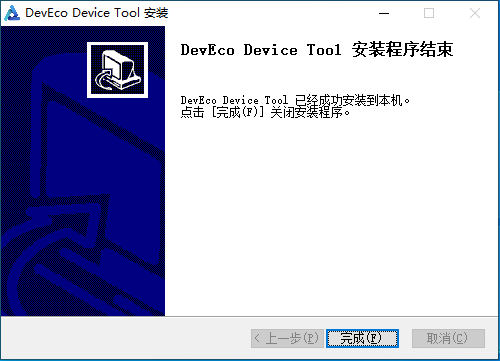 DevEco Device Tool 安装
DevEco Device Tool 安装程序结束
DevEco Device Tool 已经成功安装到本机。
点击 [完成(F)] 关闭安装程序。
< 上一步(P)
完成(F)
取消(C)